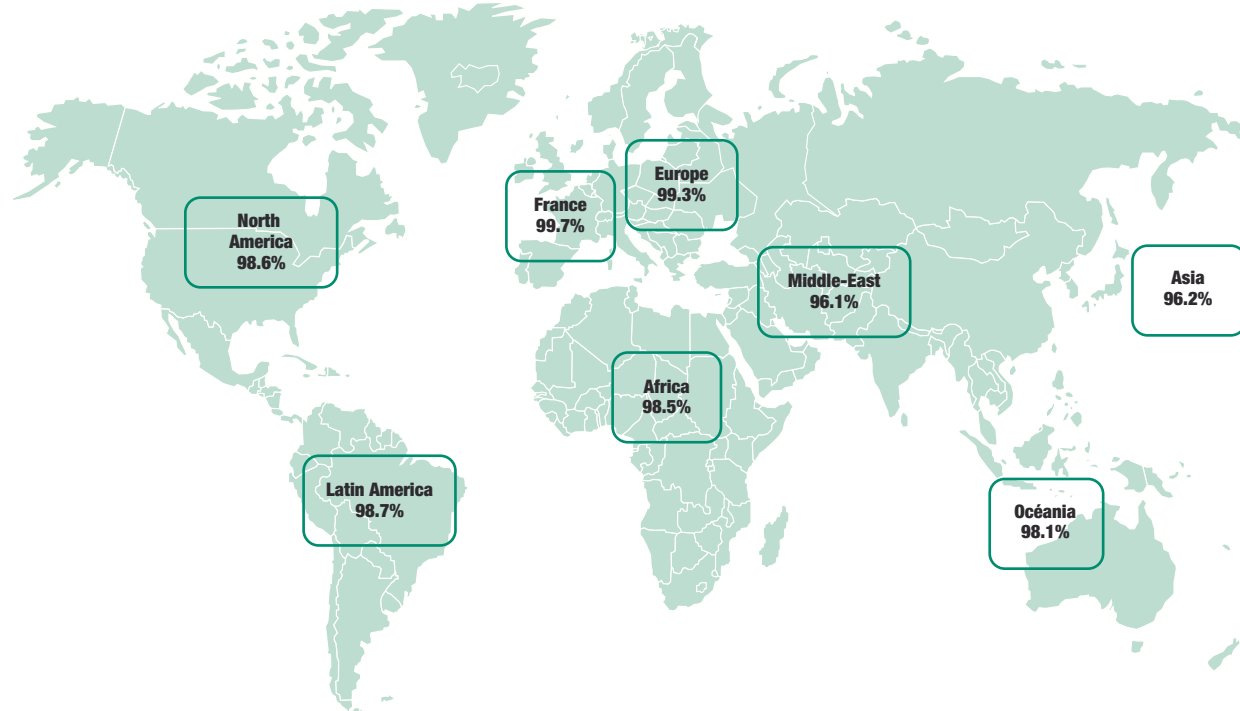 Europe
99.3%
France
99.7%
North
America
98.6%
Middle-East
96.1%
Asia
96.2%
Africa
98.5%
Latin America
98.7%
Océania
98.1%